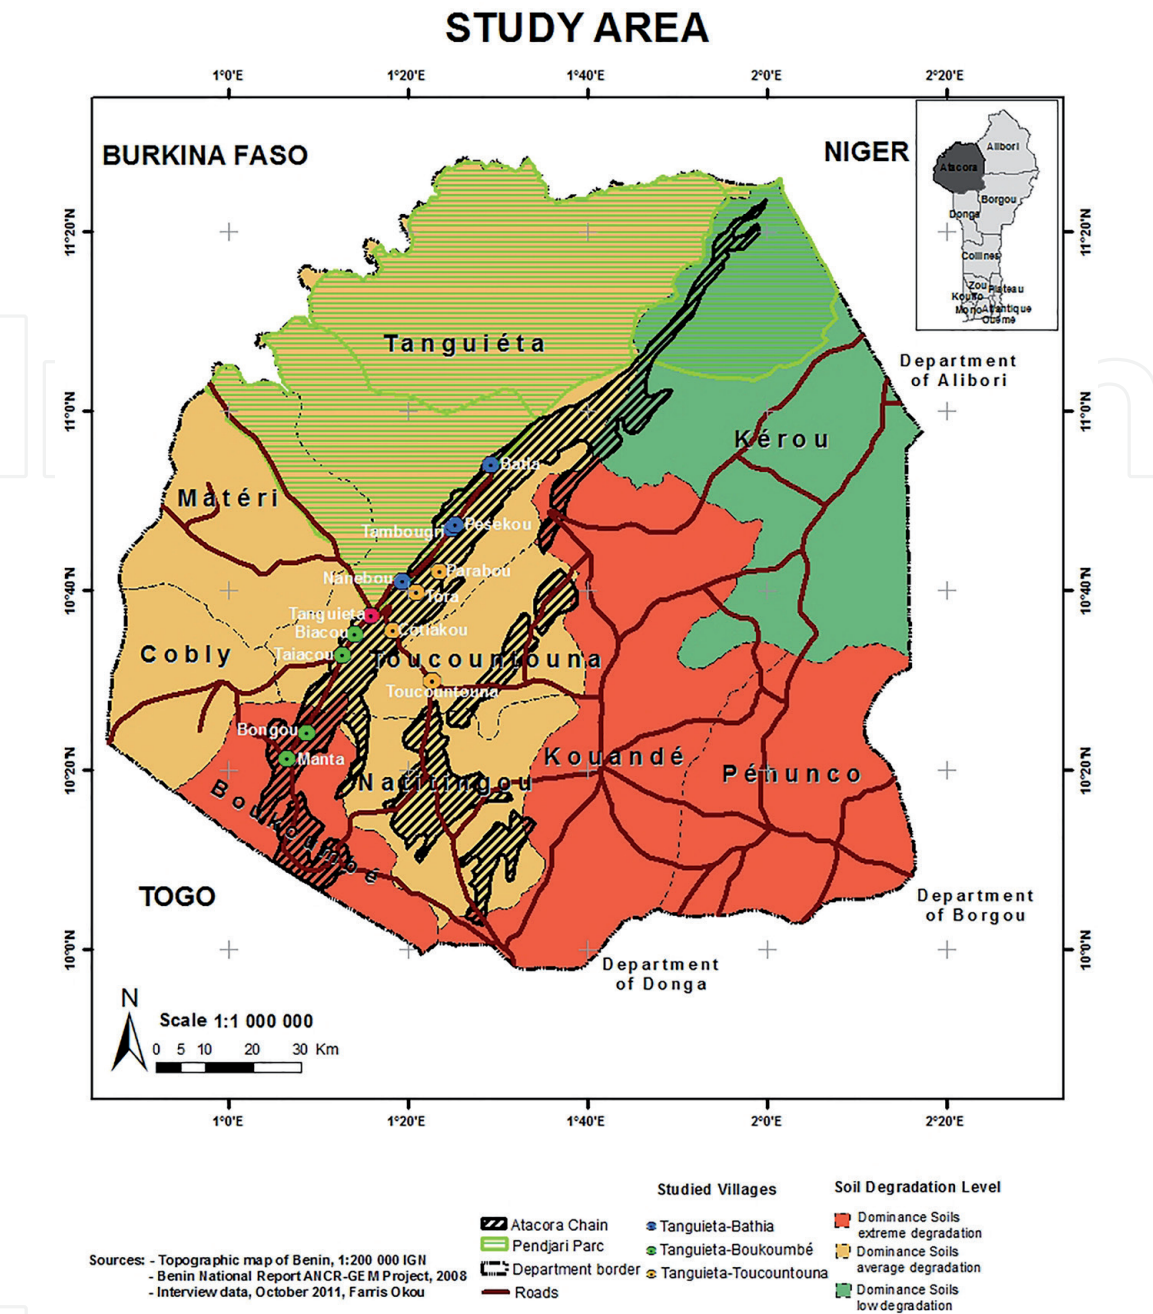 STUDY AREA
1°0'E 1°20'E 1°40'E 2°0'E 2°20'E
BURKINA FASO
NIGER
Alibori
Atacora
Borgou
Donga
Collines
Zou
Plateau
Kouffo
Mono
Atlantique
Ouémé
11°20'N
11°20'N
Tanguiéta
Department
of Alibori
11°0'N
11°0'N
Kérou
Batia
Matéri
Pesekou
Tambougri
Parabou
Nanebou
Tora
10°40'N
10°40'N
Tanguieta
Biacou
Cotiakou
Cobly
Taiacou
Toucountouna
Toucountouna
Bongou
Manta
Kouandé
Péhunco
10°20'N
10°20'N
Natitingou
Boukoumbé
TOGO
Department
of Borgou
10°0'N
10°0'N
Department
of Donga
N
Scale 1:1 000 000
0 5 10 20 30 Km
1°0'E 1°20'E 1°40'E 2°0'E 2°20'E
Studied Villages
Soil Degradation Level
Atacora Chain
Pendjari Parc
Department border
Roads
Tanguieta-Bathia
Tanguieta-Boukoumbé
Tanguieta-Toucountouna
Dominance Soils
extreme degradation
Dominance Soils
average degradation
Dominance Soils
low degradation
Sources: - Topographic map of Benin, 1:200 000 IGN
- Benin National Report ANCR-GEM Project, 2008
- Interview data, October 2011, Farris Okou